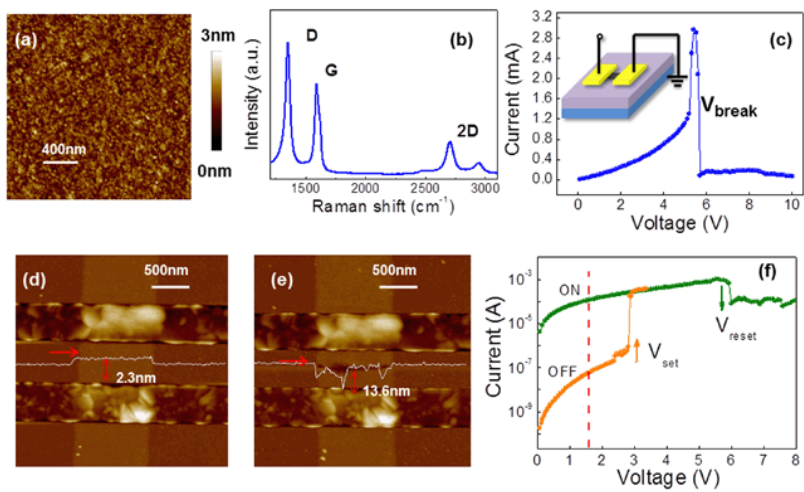 (a)
3nm
400nm
0nm
(b)
D
G
2D
Intensity (a.u.)
1500 2000 2500 3000
Raman shift (cm⁻¹)
(c)
3.2
2.8
2.4
2.0
1.6
1.2
0.8
0.4
0.0
Current (mA)
V_break
0 2 4 6 8 10
Voltage (V)
(d)
500nm
2.3nm
(e)
500nm
13.6nm
(f)
10⁻³
10⁻⁵
10⁻⁷
10⁻⁹
Current (A)
ON
OFF
V_set
V_reset
0 1 2 3 4 5 6 7 8
Voltage (V)